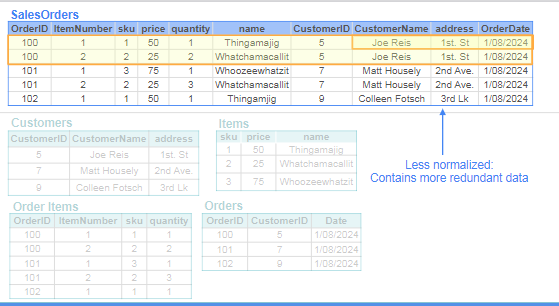 SalesOrders
OrderID ItemNumber sku price quantity name CustomerID CustomerName address OrderDate
100 1 1 50 1 Thingamajig 5 Joe Reis 1st. St 1/08/2024
100 2 2 25 2 Whatchamacallit 5 Joe Reis 1st. St 1/08/2024
101 1 3 75 1 Whoozeewhatzit 7 Matt Housely 2nd Ave. 1/08/2024
101 2 2 25 3 Whatchamacallit 7 Matt Housely 2nd Ave. 1/08/2024
102 1 1 50 1 Thingamjig 9 Colleen Fotsch 3rd Lk 1/08/2024
Customers
CustomerID CustomerName address
5 Joe Reis 1st. St
7 Matt Housely 2nd Ave.
9 Colleen Fotsch 3rd Lk
Items
sku price name
1 50 Thingamajig
2 25 Whatchamacallit
3 75 Whoozewhatzit
Less normalized:
Contains more redundant data
Order Items
OrderID ItemNumber sku quantity
100 1 1 1
100 2 2 2
101 1 3 1
101 2 2 3
102 1 1 1
Orders
OrderID CustomerID Date
100 5 1/08/2024
101 7 1/08/2024
102 9 1/08/2024